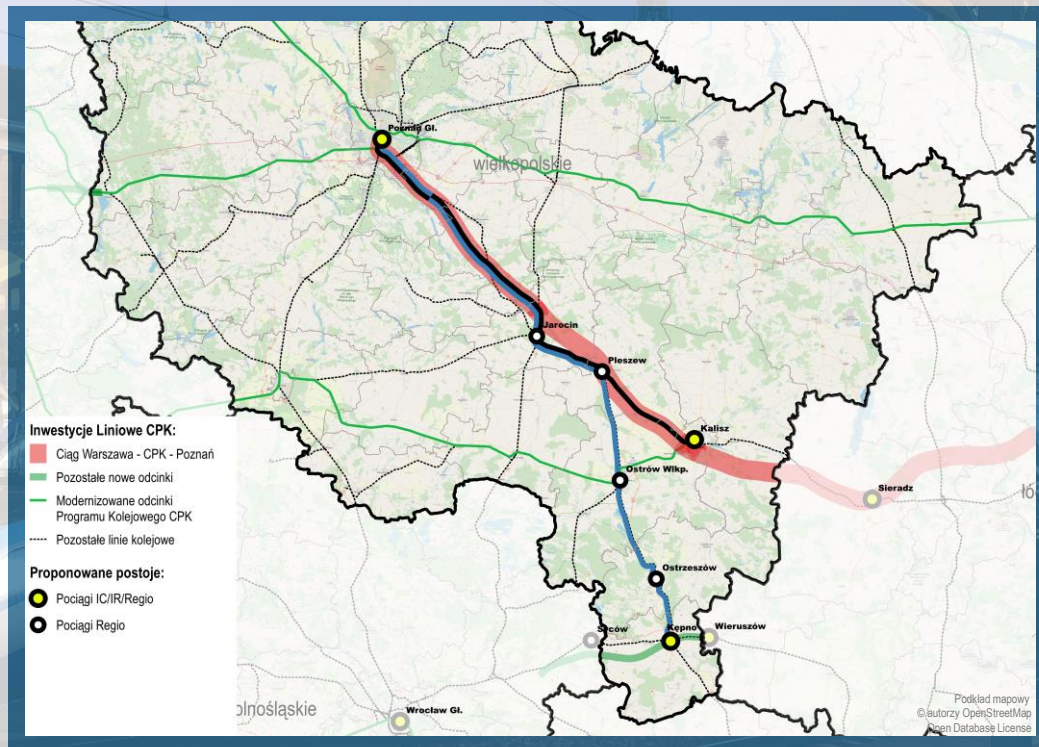 Poznań Gł.
wielkopolskie
Jarocin
Pleszew
Kalisz
Ostrów Wlkp.
Sieradz
Ostrzeszów
Syców
Kępno
Wieruszów
olnośląskie
Wrocław Gł.
Inwestycje Liniowe CPK:
Ciąg Warszawa - CPK - Poznań
Pozostałe nowe odcinki
Modernizowane odcinki
Programu Kolejowego CPK
Pozostałe linie kolejowe
Proponowane postoje:
Pociągi IC/IR/Regio
Pociągi Regio
Podkład mapowy
© autorzy OpenStreetMap
Open Database License